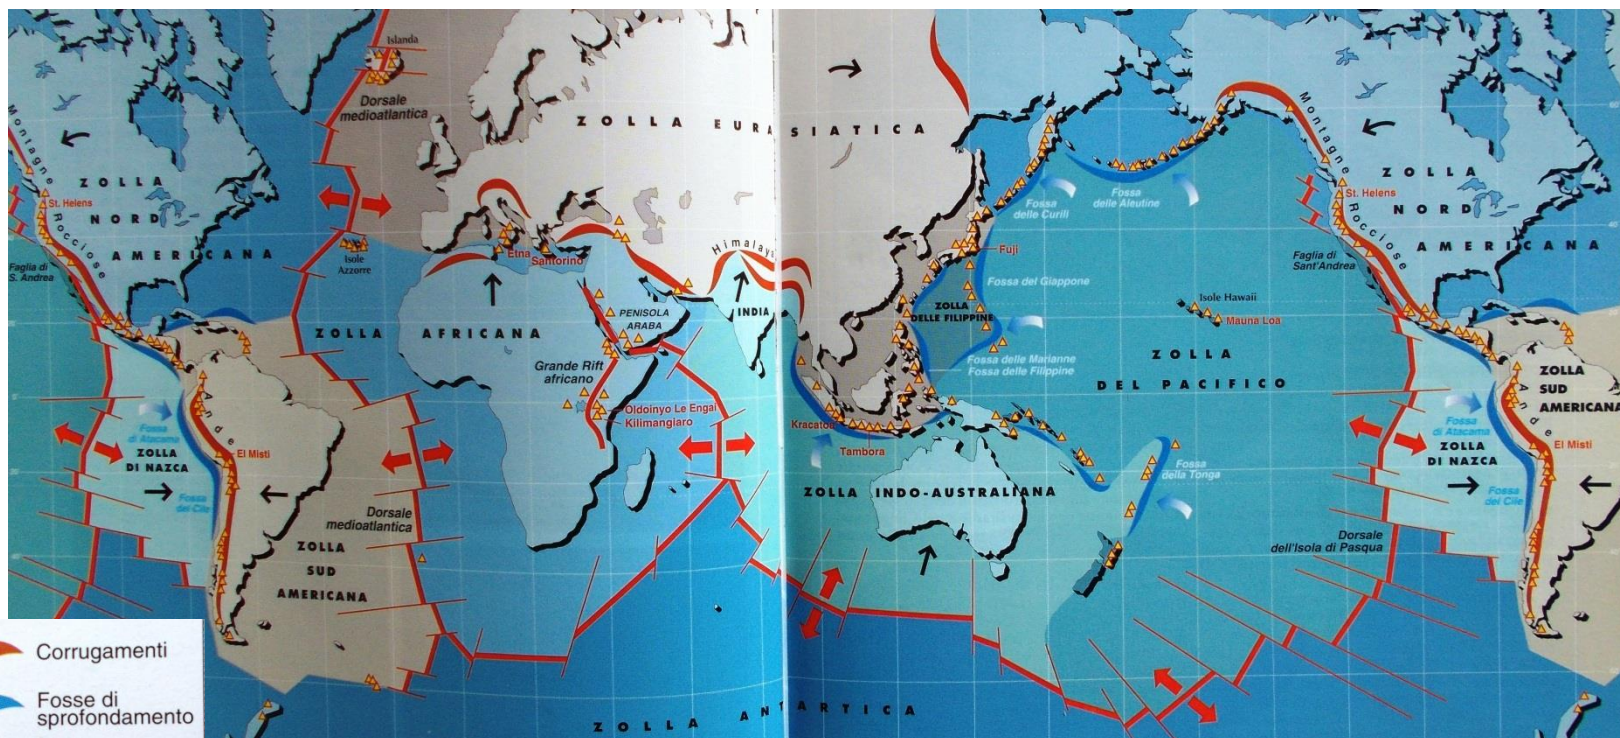 Islanda
Dorsale
medioatlantica
ZOLLA EURASIATICA
Montagne Rocciose
ZOLLA
NORD
AMERICANA
St. Helens
Faglia di
S. Andrea
Isole
Azzorre
Etna
Santorino
Himalaya
ZOLLA AFRICANA
PENISOLA
ARABA
INDIA
Grande Rift
africano
Oldoinyo Le Engai
Kilimangiaro
Ande
Fossa
di Atacama
ZOLLA
DI NAZCA
El Misti
Fossa
del Cile
Dorsale
medioatlantica
ZOLLA
SUD
AMERICANA
Corrugamenti
Fosse di
sprofondamento
ZOLLA ANTARTICA
Fossa
delle Curili
Fossa
delle Aleutine
Fuji
Fossa del Giappone
ZOLLA
DELLE FILIPPINE
Fossa delle Marianne
Fossa delle Filippine
Isole Hawaii
Mauna Loa
ZOLLA
DEL PACIFICO
Kracatoa
Tambora
ZOLLA INDO-AUSTRALIANA
Fossa
della Tonga
Montagne Rocciose
ZOLLA
NORD
AMERICANA
St. Helens
Faglia di
Sant'Andrea
ZOLLA
SUD
AMERICANA
Ande
Fossa
di Atacama
ZOLLA
DI NAZCA
El Misti
Fossa
del Cile
Dorsale
dell'Isola di Pasqua